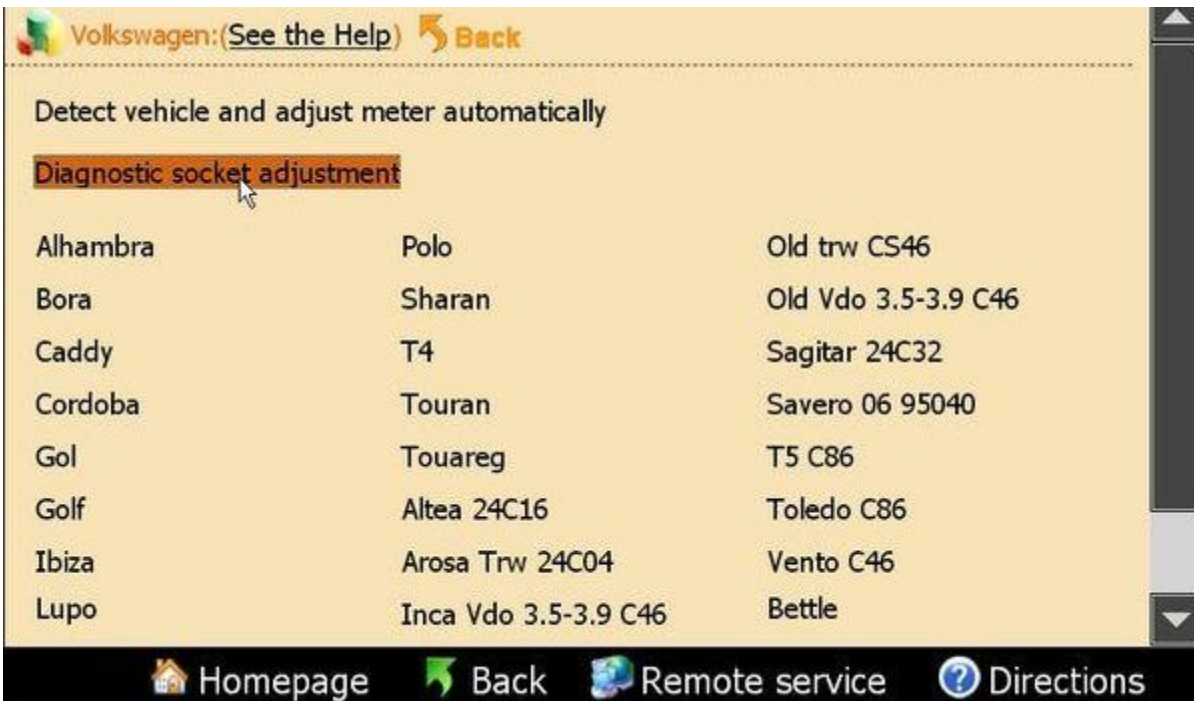 Volkswagen:(See the Help) Back
Detect vehicle and adjust meter automatically
Diagnostic socket adjustment
Alhambra Polo Old trw CS46
Bora Sharan Old Vdo 3.5-3.9 C46
Caddy T4 Sagitar 24C32
Cordoba Touran Savero 06 95040
Gol Touareg T5 C86
Golf Altea 24C16 Toledo C86
Ibiza Arosa Trw 24C04 Vento C46
Lupo Inca Vdo 3.5-3.9 C46 Bettle
Homepage Back Remote service Directions